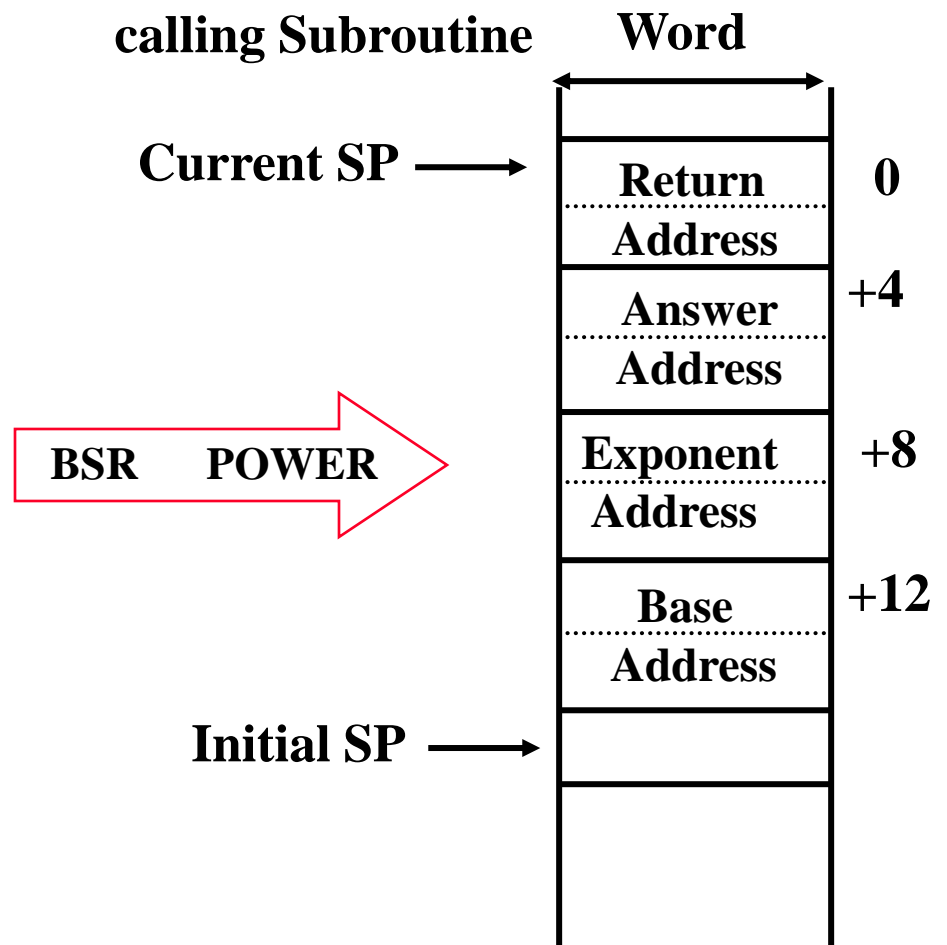 calling Subroutine
Word
Current SP
Return
0
Address
+4
Answer
Address
BSR POWER
Exponent
+8
Address
+12
Base
Address
Initial SP